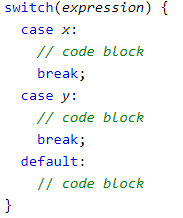 switch(expression) {
  case x:
    // code block
    break;
  case y:
    // code block
    break;
  default:
    // code block
}